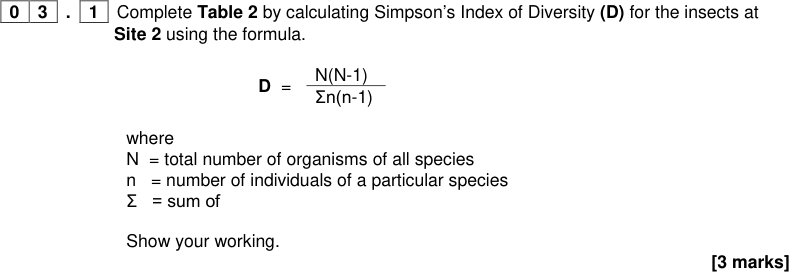 0 3 . 1 Complete Table 2 by calculating Simpson's Index of Diversity (D) for the insects at
Site 2 using the formula.
D = N(N-1)
Σn(n-1)
where
N = total number of organisms of all species
n = number of individuals of a particular species
Σ = sum of
Show your working.
[3 marks]